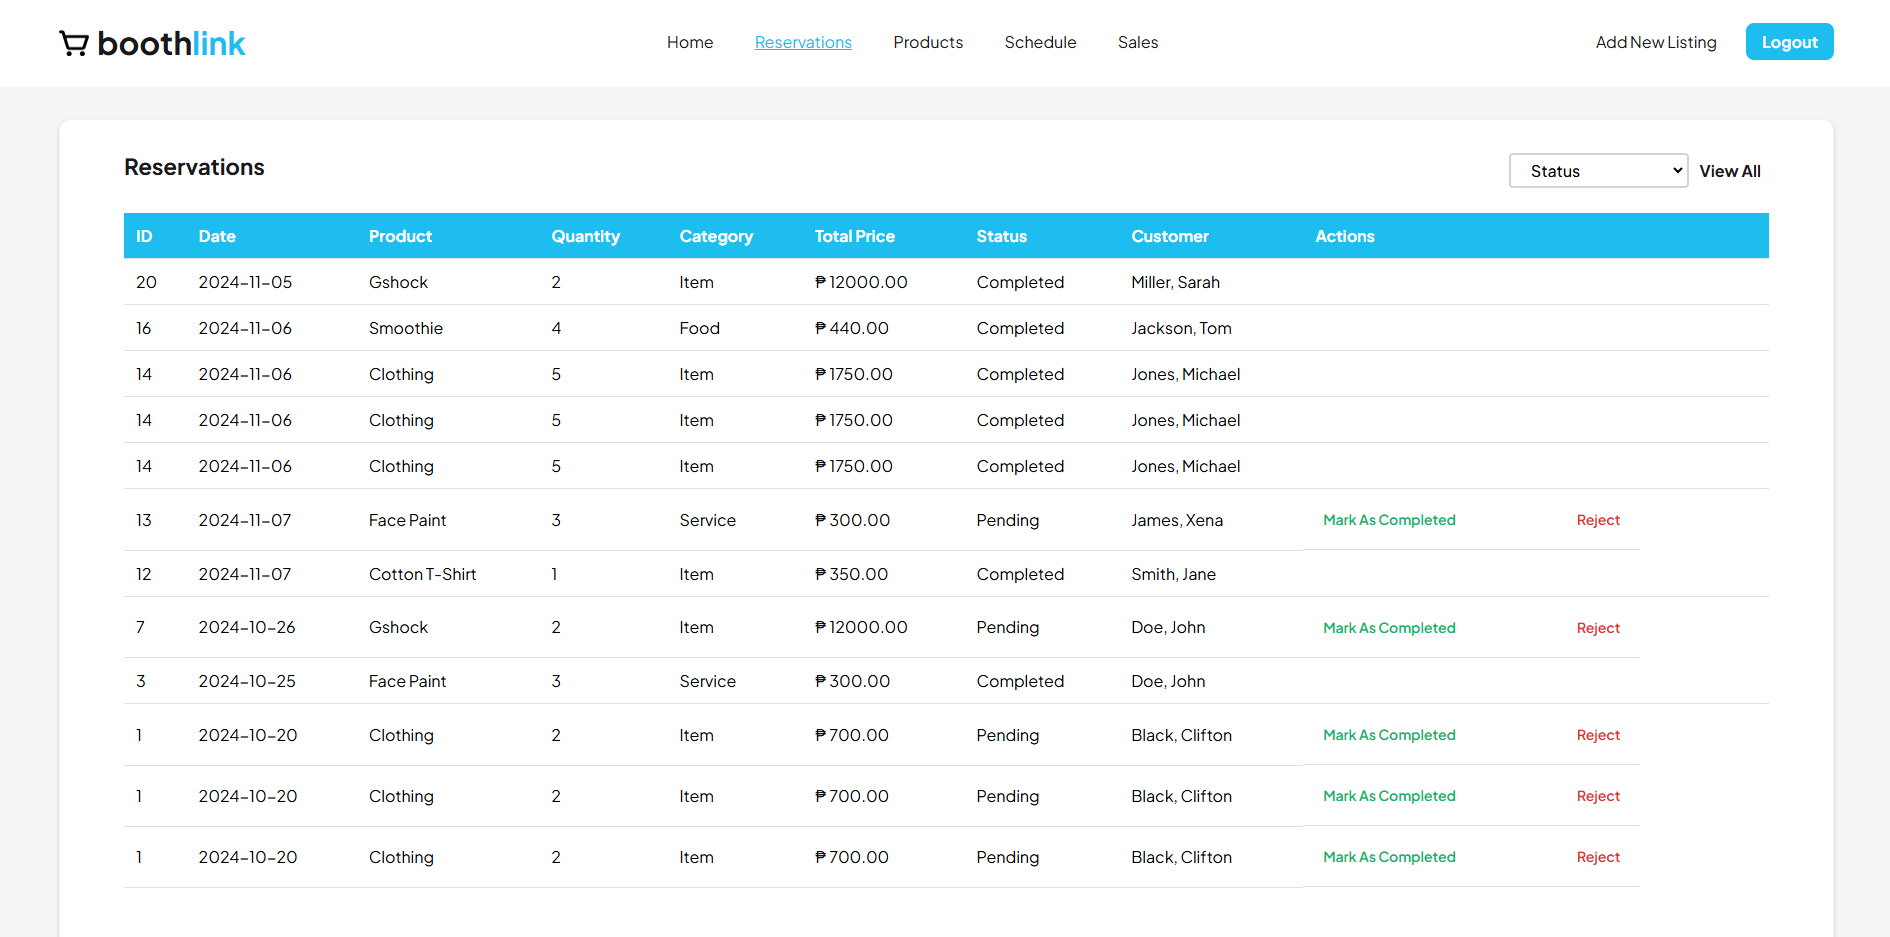 boothlink Home Reservations Products Schedule Sales Add New Listing Logout
Reservations Status View All
ID Date Product Quantity Category Total Price Status Customer Actions
20 2024-11-05 Gshock 2 Item ₱ 12000.00 Completed Miller, Sarah
16 2024-11-06 Smoothie 4 Food ₱ 440.00 Completed Jackson, Tom
14 2024-11-06 Clothing 5 Item ₱ 1750.00 Completed Jones, Michael
14 2024-11-06 Clothing 5 Item ₱ 1750.00 Completed Jones, Michael
14 2024-11-06 Clothing 5 Item ₱ 1750.00 Completed Jones, Michael
13 2024-11-07 Face Paint 3 Service ₱ 300.00 Pending James, Xena Mark As Completed Reject
12 2024-11-07 Cotton T-Shirt 1 Item ₱ 350.00 Completed Smith, Jane
7 2024-10-26 Gshock 2 Item ₱ 12000.00 Pending Doe, John Mark As Completed Reject
3 2024-10-25 Face Paint 3 Service ₱ 300.00 Completed Doe, John
1 2024-10-20 Clothing 2 Item ₱ 700.00 Pending Black, Clifton Mark As Completed Reject
1 2024-10-20 Clothing 2 Item ₱ 700.00 Pending Black, Clifton Mark As Completed Reject
1 2024-10-20 Clothing 2 Item ₱ 700.00 Pending Black, Clifton Mark As Completed Reject